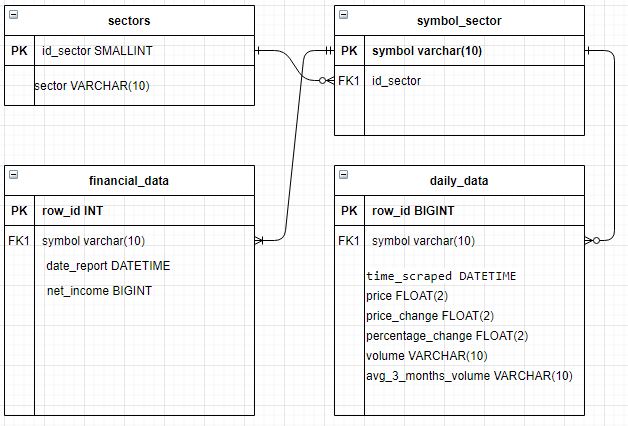 sectors
PK id_sector SMALLINT
sector VARCHAR(10)
symbol_sector
PK symbol varchar(10)
FK1 id_sector
financial_data
PK row_id INT
FK1 symbol varchar(10)
date_report DATETIME
net_income BIGINT
daily_data
PK row_id BIGINT
FK1 symbol varchar(10)
time_scraped DATETIME
price FLOAT(2)
price_change FLOAT(2)
percentage_change FLOAT(2)
volume VARCHAR(10)
avg_3_months_volume VARCHAR(10)